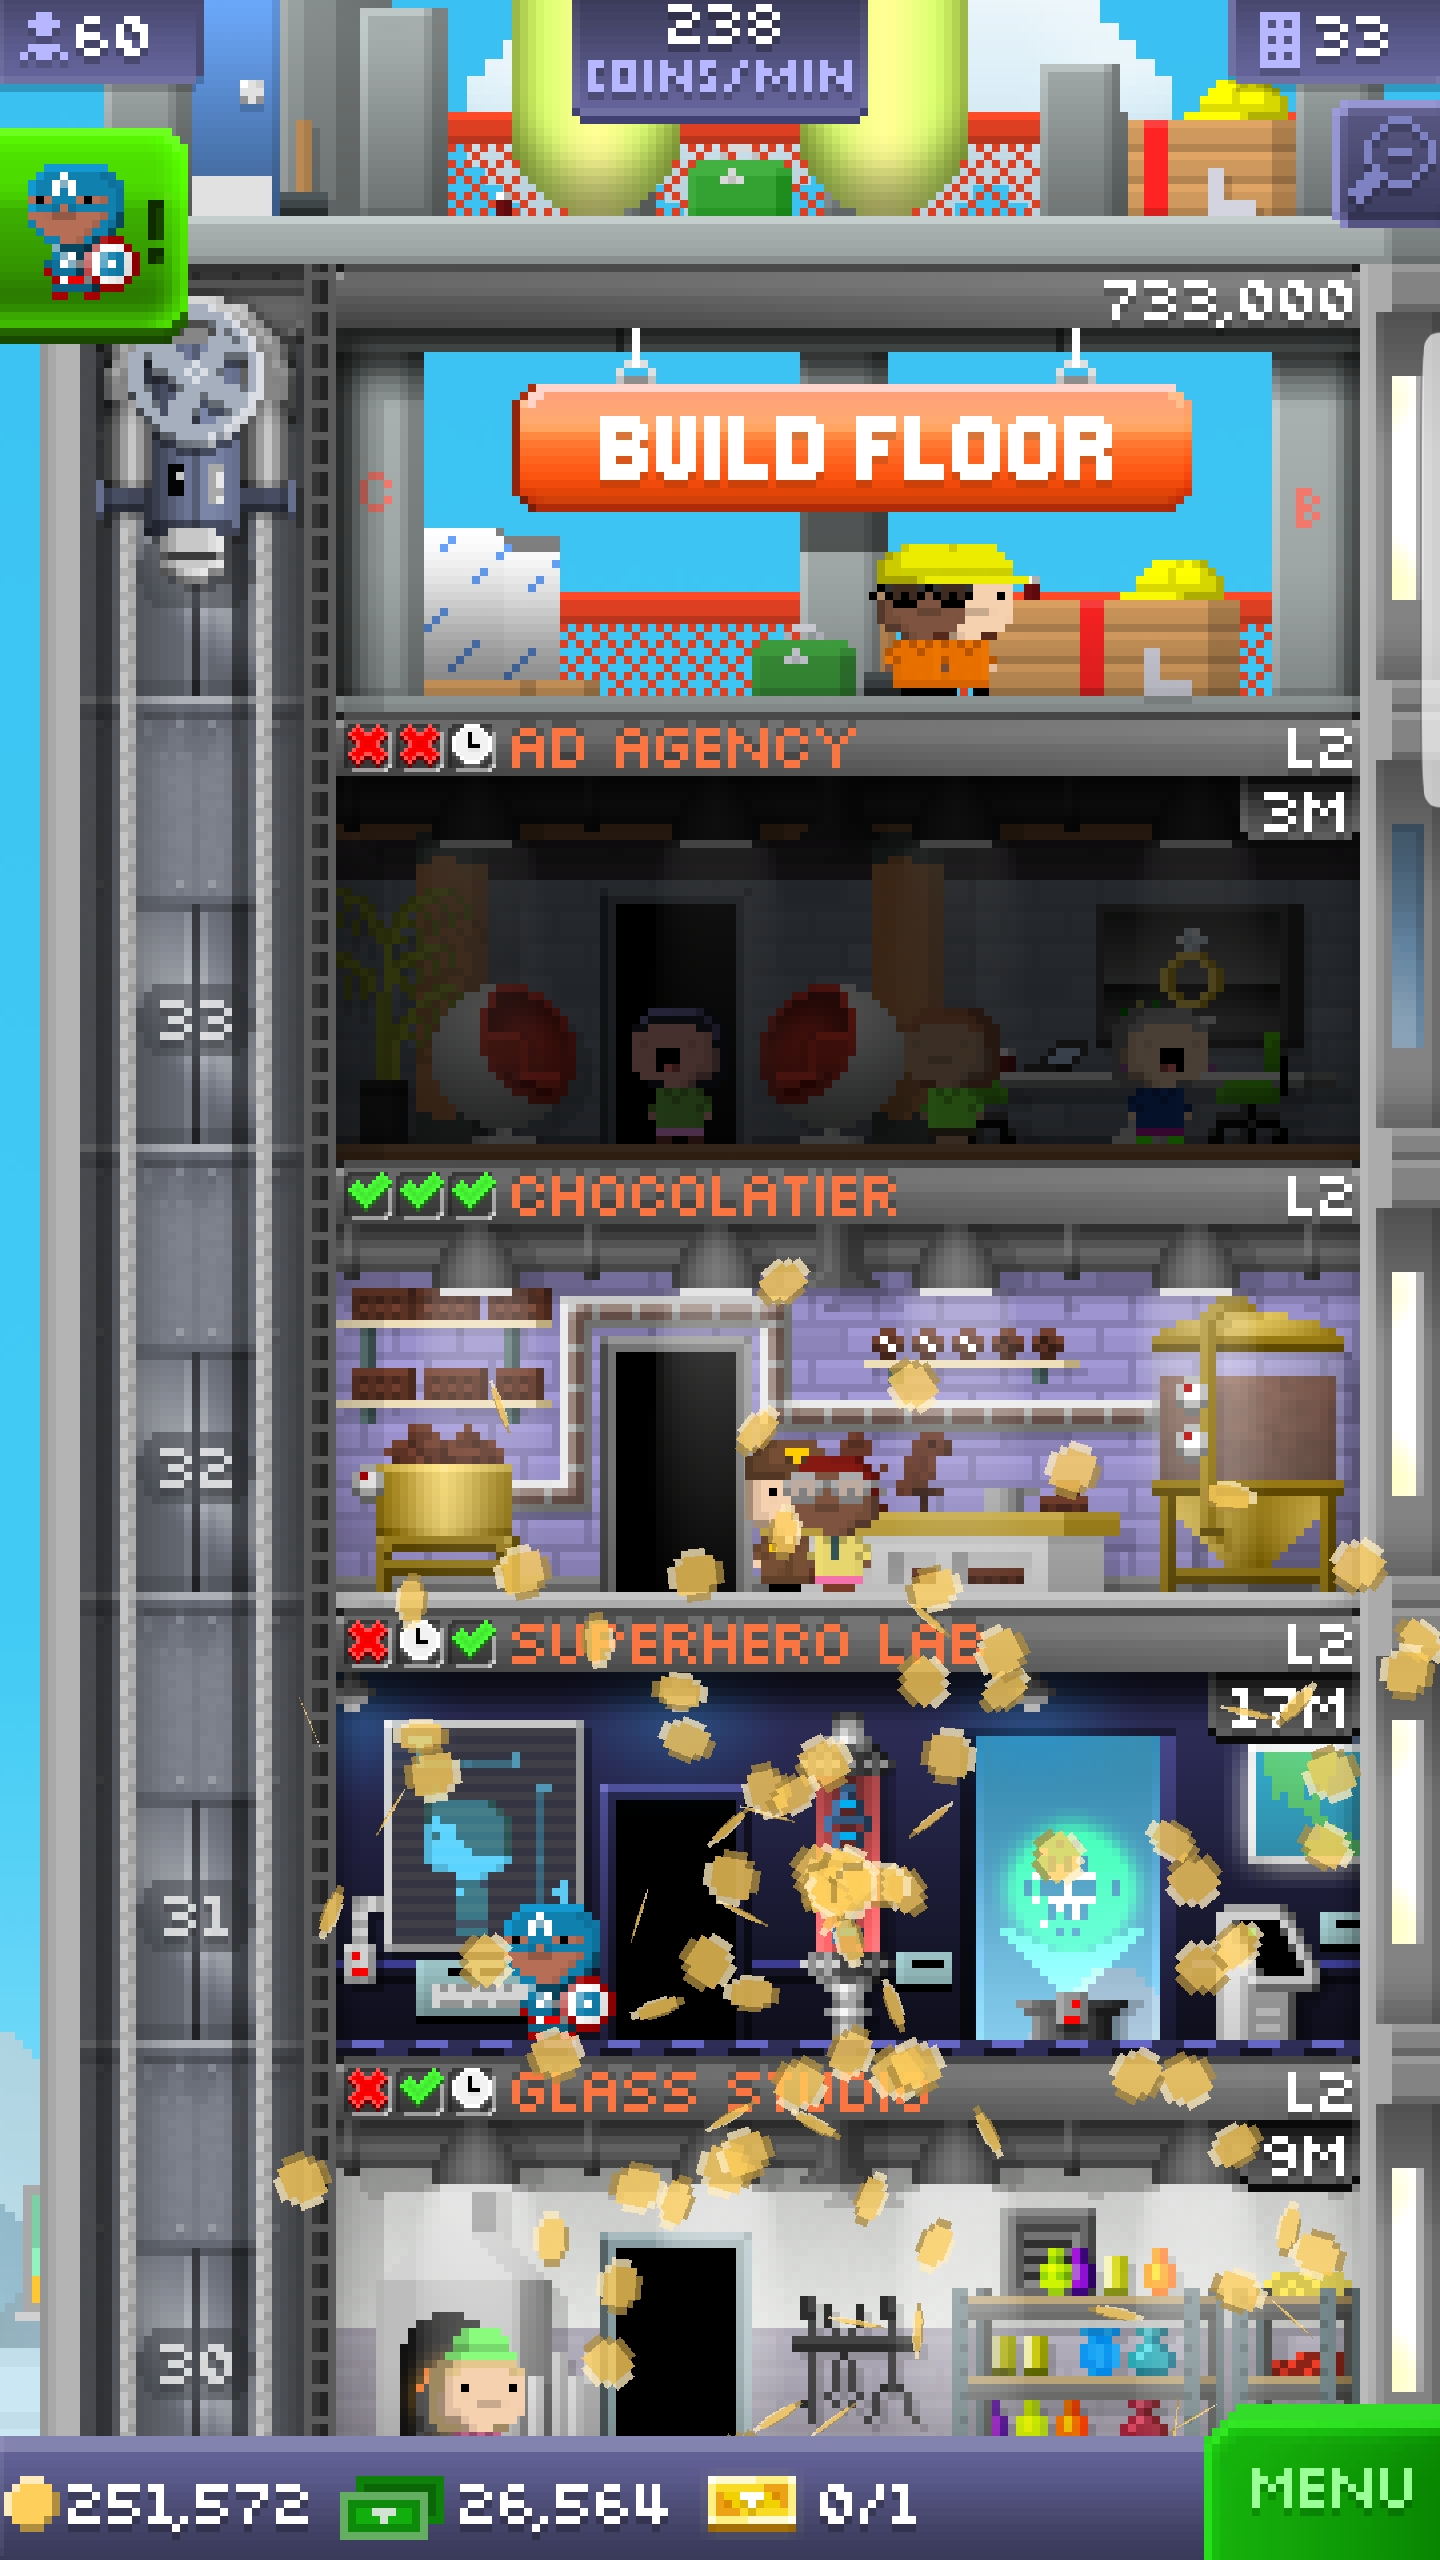 60
238
COINS/MIN
33
!
733,000
BUILD FLOOR
C
B
AD AGENCY
L2
3M
33
CHOCOLATIER
L2
32
SUPERHERO LAB
L2
17M
31
GLASS STUDIO
L2
9M
30
251,572
26,564
0/1
MENU